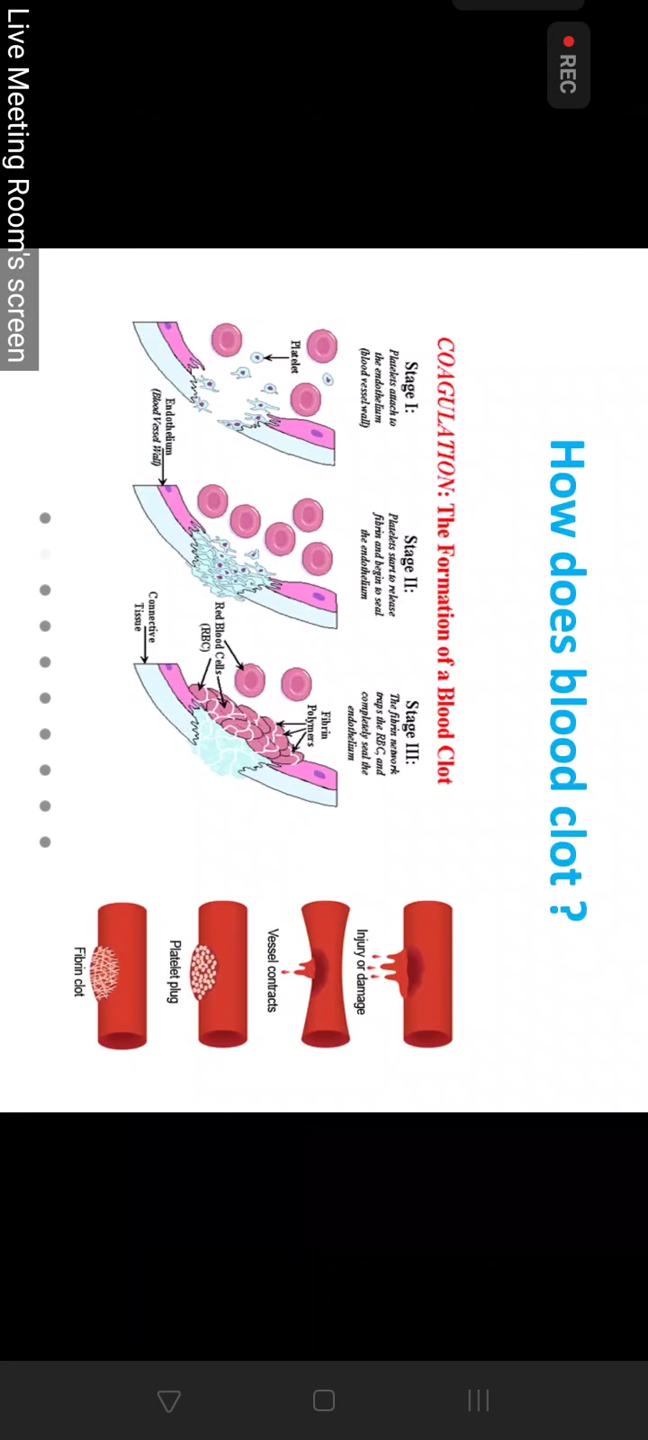 REC
Live Meeting Room's screen
How does blood clot ?
COAGULATION: The Formation of a Blood Clot
Stage I:
Platelets attach to
the endothelium
(blood vessel wall)
Platelet
Endothelium
(Blood Vessel Wall)
Stage II:
Platelets start to release
fibrin and begin to seal
the endothelium
Stage III:
The fibrin network
traps the RBC, and
completely seal the
endothelium
Fibrin
Polymers
Red Blood Cells
(RBC)
Connective
Tissue
Injury or damage
Vessel contracts
Platelet plug
Fibrin clot